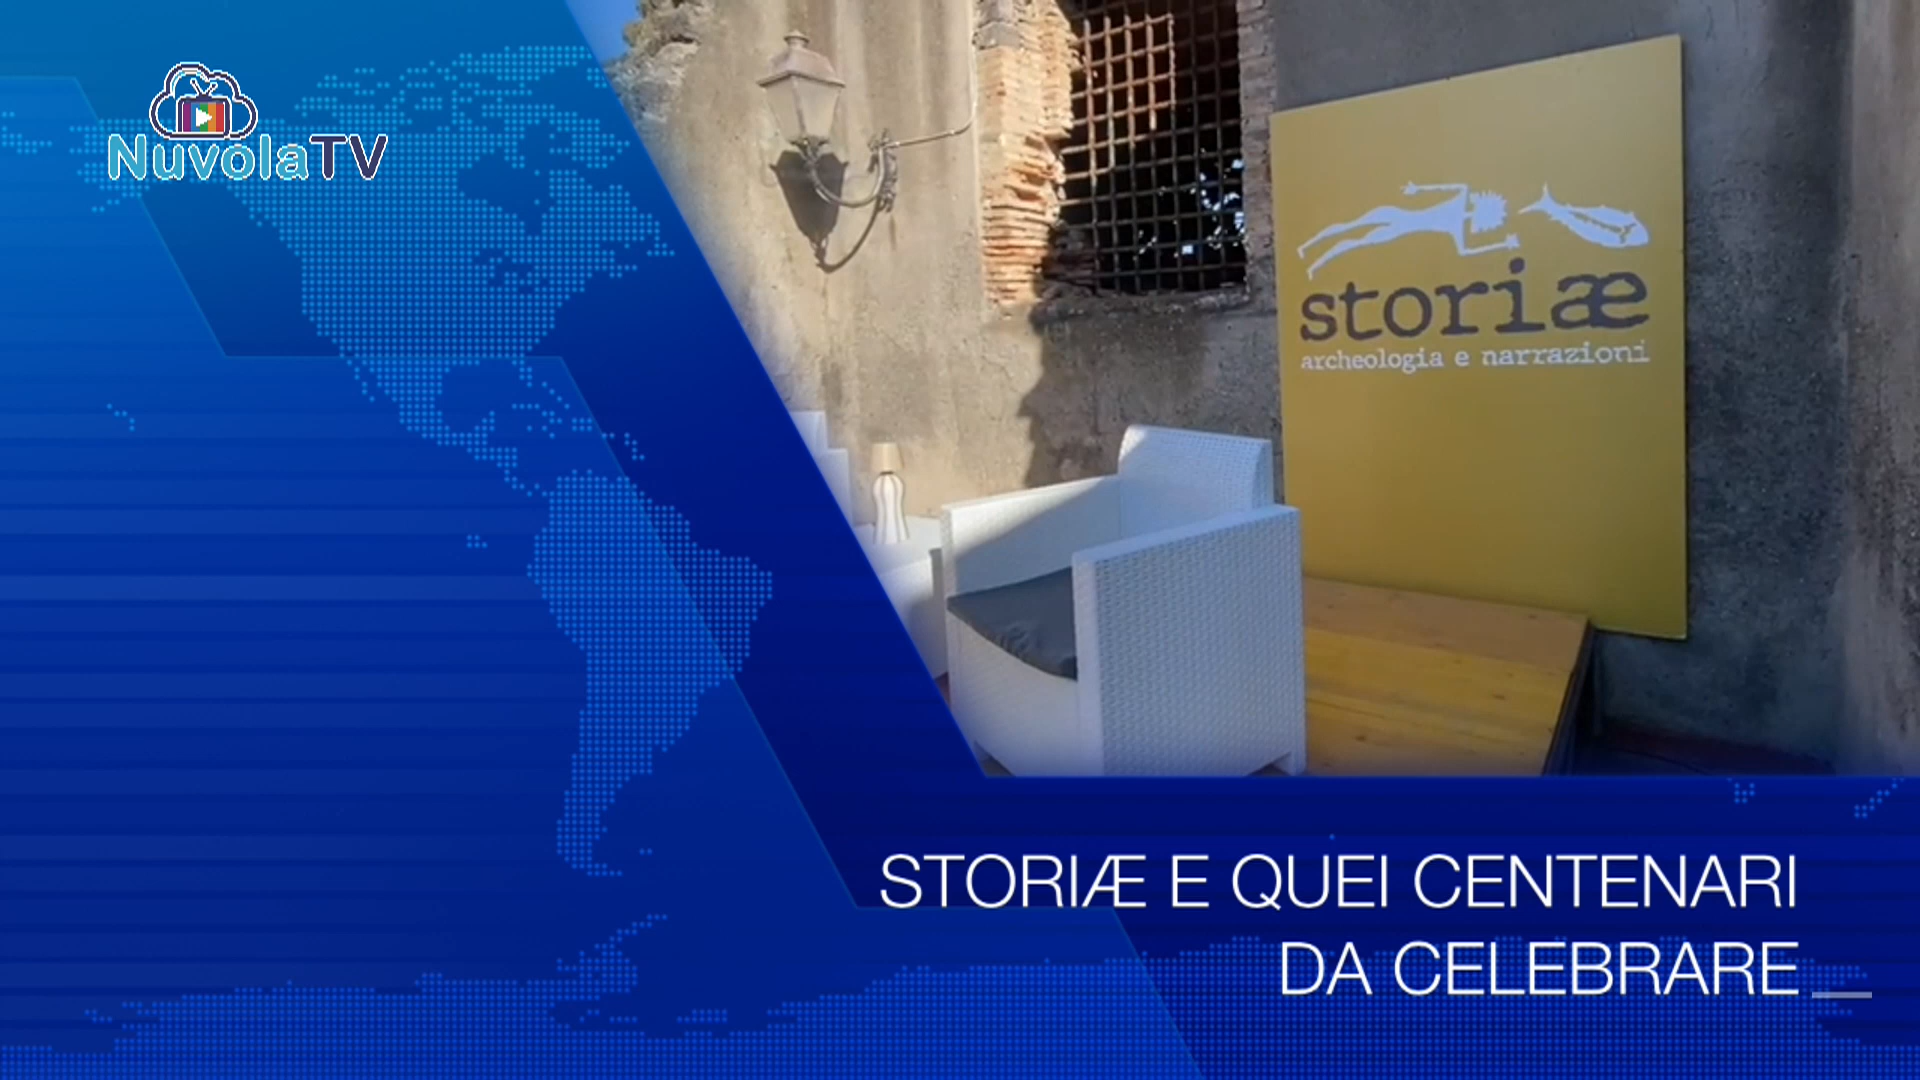 NuvolaTV
storiæ
archeologia e narrazioni
STORIÆ E QUEI CENTENARI
DA CELEBRARE